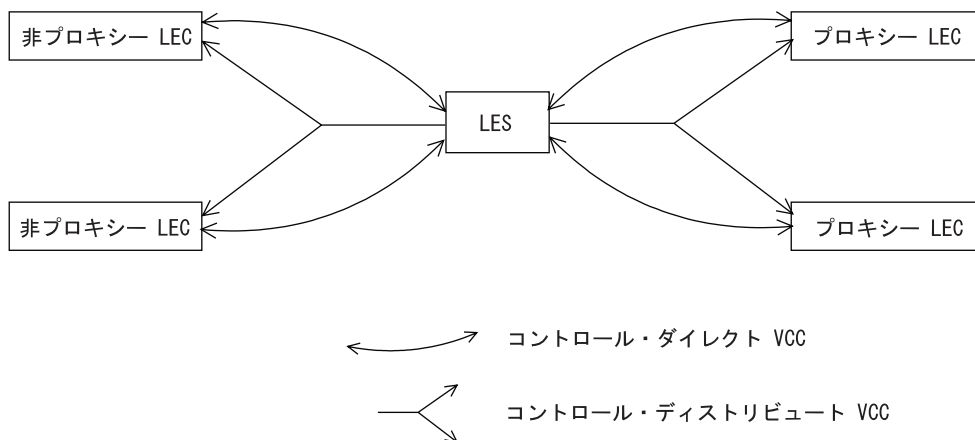 非プロキシー LEC
プロキシー LEC
LES
非プロキシー LEC
プロキシー LEC
コントロール・ダイレクト VCC
コントロール・ディストリビュート VCC